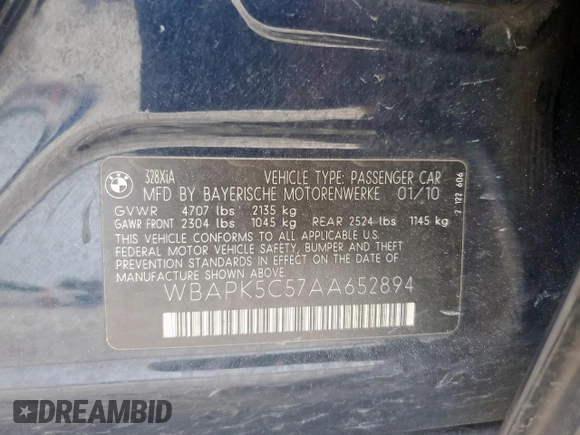 BMW
328XiA VEHICLE TYPE: PASSENGER CAR
MFD BY BAYERISCHE MOTORENWERKE 01/10
GVWR 4707 lbs 2135 kg
GAWR FRONT 2304 lbs 1045 kg REAR 2524 lbs 1145 kg
THIS VEHICLE CONFORMS TO ALL APPLICABLE U.S.
FEDERAL MOTOR VEHICLE SAFETY, BUMPER AND THEFT
PREVENTION STANDARDS IN EFFECT ON THE DATE OF
MANUFACTURE SHOWN ABOVE.
WBAPK5C57AA652894
7 122 606
DREAMBID